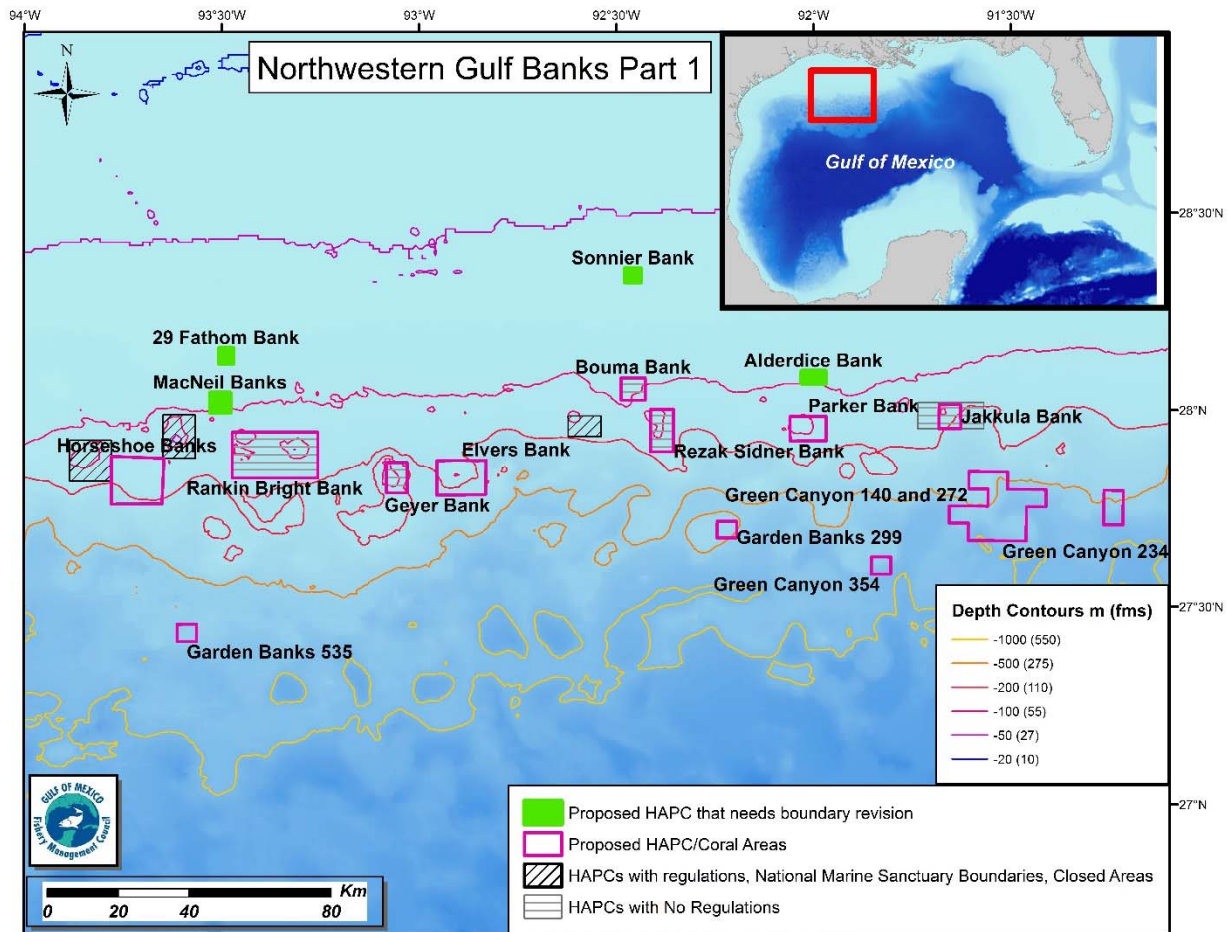 94°W 93°30'W 93°W 92°30'W 92°W 91°30'W
N
Northwestern Gulf Banks Part 1
Gulf of Mexico
28°30'N
Sonnier Bank
29 Fathom Bank
MacNeil Banks
Bouma Bank
Alderdice Bank
Parker Bank
28°N
Jakkula Bank
Horseshoe Banks
Elvers Bank
Rezak Sidner Bank
Rankin Bright Bank
Geyer Bank
Green Canyon 140 and 272
Garden Banks 299
Green Canyon 234
Green Canyon 354
27°30'N
Garden Banks 535
Depth Contours m (fms)
-1000 (550)
-500 (275)
-200 (110)
-100 (55)
-50 (27)
-20 (10)
27°N
GULF OF MEXICO
Fishery Management Council
Proposed HAPC that needs boundary revision
Proposed HAPC/Coral Areas
HAPCs with regulations, National Marine Sanctuary Boundaries, Closed Areas
HAPCs with No Regulations
Km
0 20 40 60 80